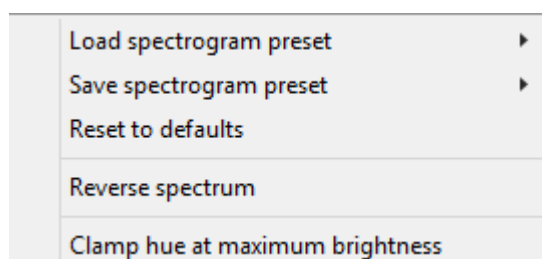 Load spectrogram preset
Save spectrogram preset
Reset to defaults
Reverse spectrum
Clamp hue at maximum brightness